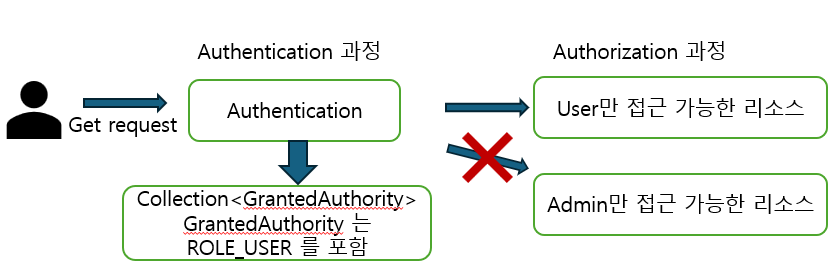 Authentication 과정
Authorization 과정
Get request
Authentication
User만 접근 가능한 리소스
Collection<GrantedAuthority>
GrantedAuthority 는
ROLE_USER 를 포함
Admin만 접근 가능한 리소스